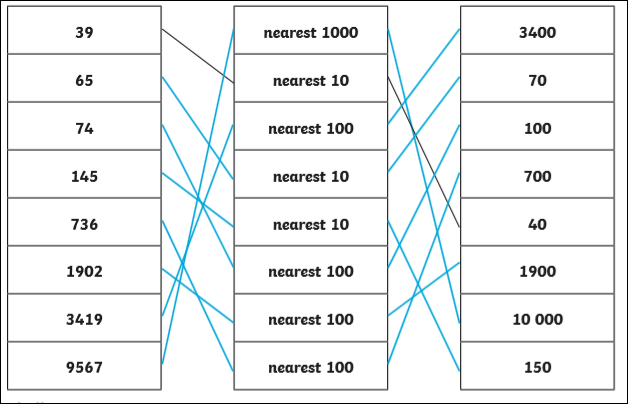 39 nearest 1000 3400
65 nearest 10 70
74 nearest 100 100
145 nearest 10 700
736 nearest 10 40
1902 nearest 100 1900
3419 nearest 100 10 000
9567 nearest 100 150